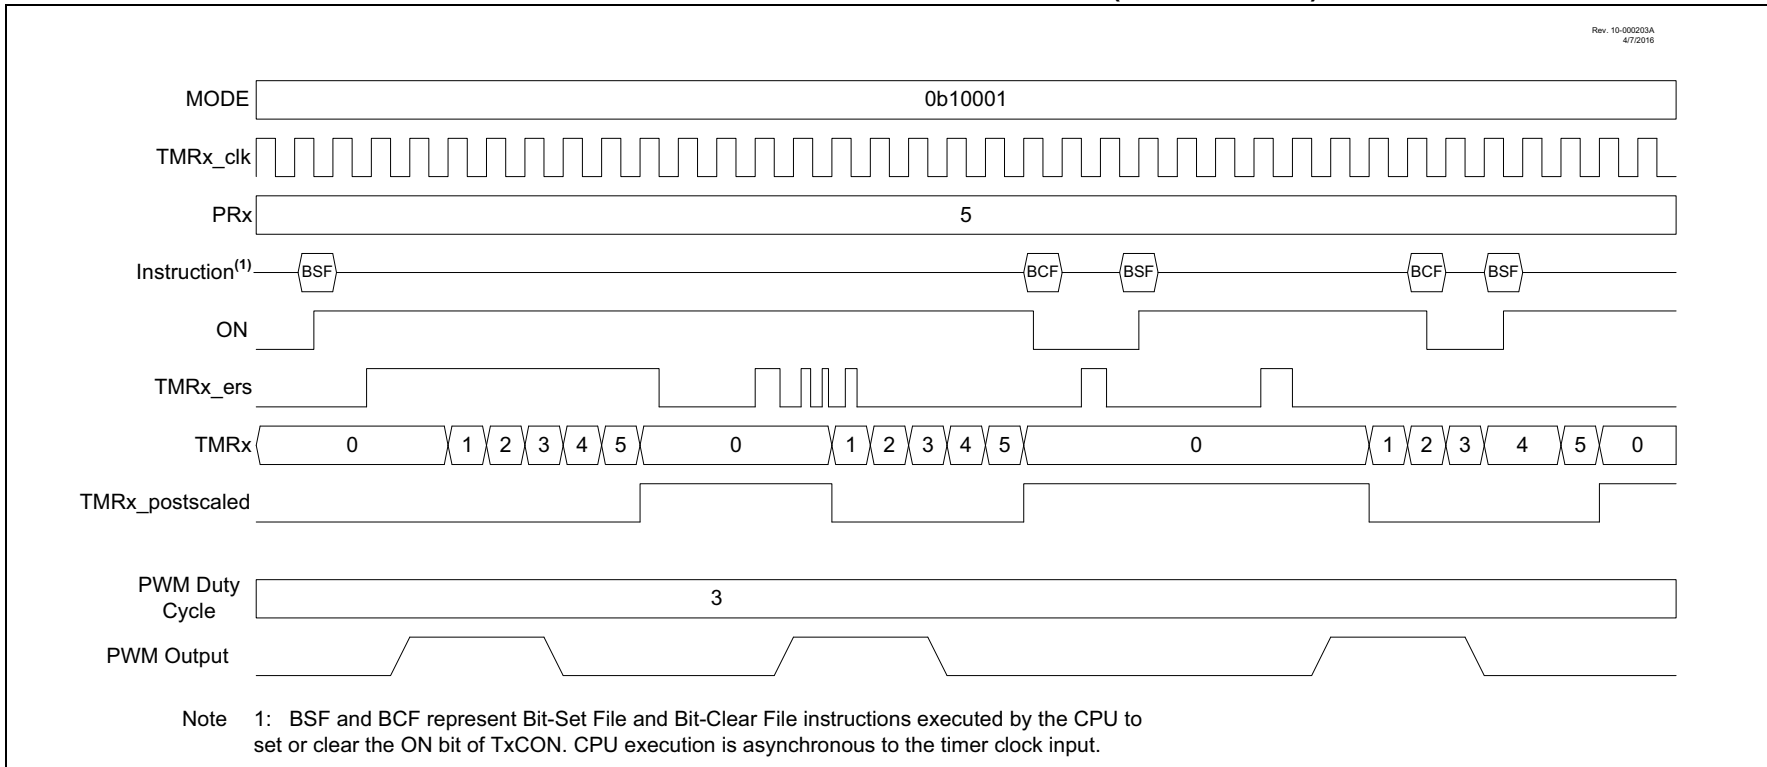 Rev. 10-000203A
4/7/2016
MODE 0b10001
TMRx_clk
PRx 5
Instruction(1) BSF BCF BSF BCF BSF
ON
TMRx_ers
TMRx 0 1 2 3 4 5 0 1 2 3 4 5 0 1 2 3 4 5 0
TMRx_postscaled
PWM Duty
Cycle 3
PWM Output
Note 1: BSF and BCF represent Bit-Set File and Bit-Clear File instructions executed by the CPU to
set or clear the ON bit of TxCON. CPU execution is asynchronous to the timer clock input.